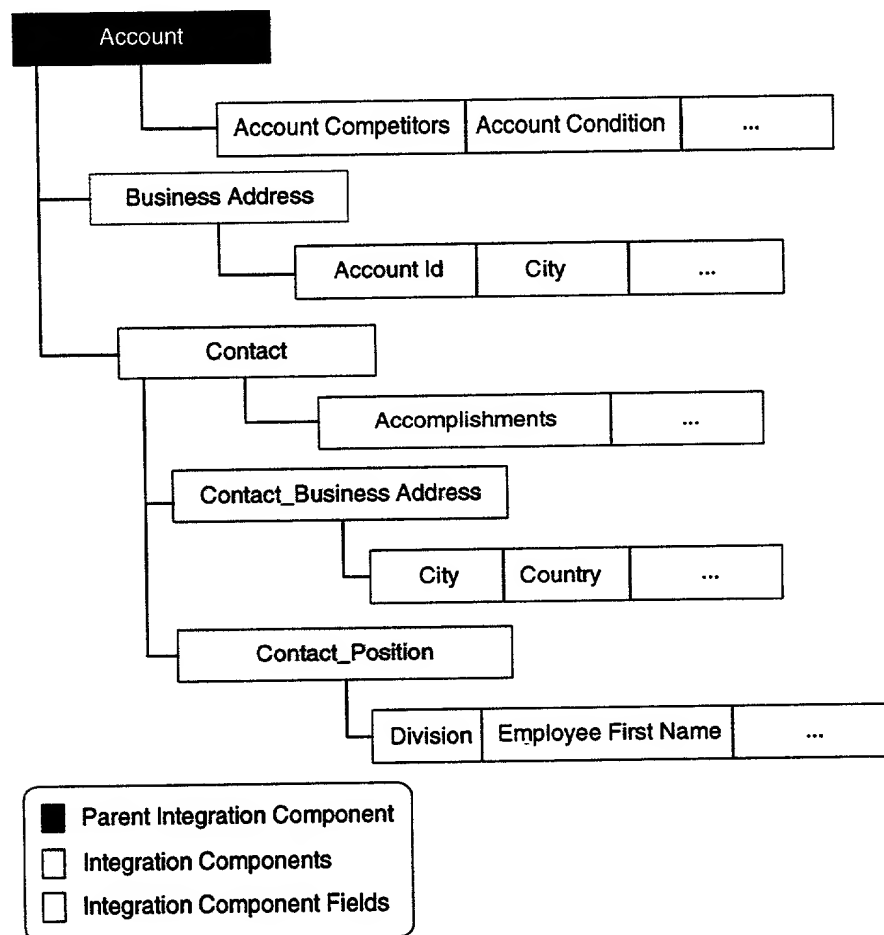 Account
Account Competitors Account Condition ...
Business Address
Account Id City ...
Contact
Accomplishments ...
Contact_Business Address
City Country ...
Contact_Position
Division Employee First Name ...
Parent Integration Component
Integration Components
Integration Component Fields